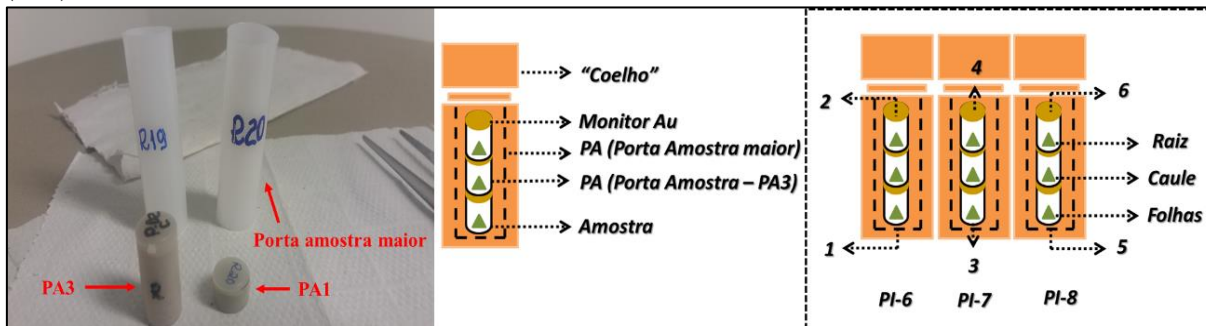 R19
R20
Porta amostra maior
PA3
R20
PA1
"Coelho"
Monitor Au
PA (Porta Amostra maior)
PA (Porta Amostra – PA3)
Amostra
4
2
6
Raiz
Caule
Folhas
1
3
5
PI-6 PI-7 PI-8